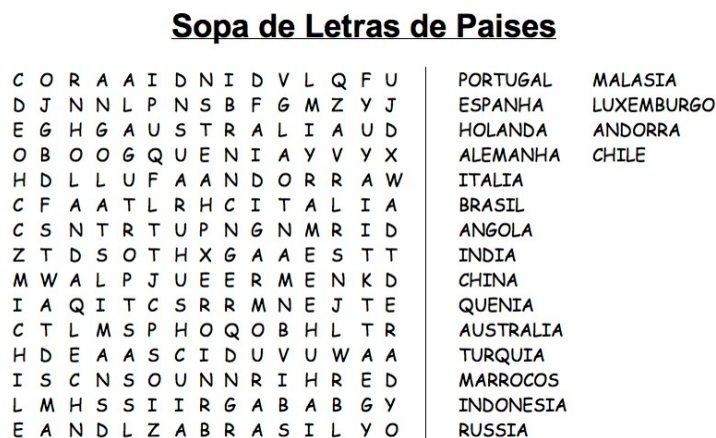 Sopa de Letras de Paises
C O R A A I D N I D V L Q F U PORTUGAL MALASIA
D J N N L P N S B F G M Z Y J ESPANHA LUXEMBURGO
E G H G A U S T R A L I A U D HOLANDA ANDORRA
O B O O G Q U E N I A Y V Y X ALEMANHA CHILE
H D L L U F A A N D O R R A W ITALIA
C F A A T L R H C I T A L I A BRASIL
C S N T R T U P N G N M R I D ANGOLA
Z T D S O T H X G A A E S T T INDIA
M W A L P J U E E R M E N K D CHINA
I A Q I T C S R R M N E J T E QUENIA
C T L M S P H O Q O B H L T R AUSTRALIA
H D E A A S C I D U V U W A A TURQUIA
I S C N S O U N N R I H R E D MARROCOS
L M H S S I I R G A B A B G Y INDONESIA
E A N D L Z A B R A S I L Y O RUSSIA